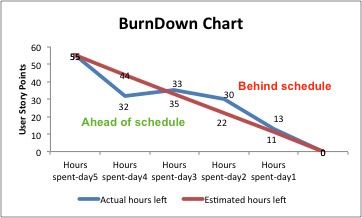 BurnDown Chart
User Story Points
60
50
40
30
20
10
0
55
44
32
33
35
30
22
13
11
0
Behind schedule
Ahead of schedule
Hours spent-day5
Hours spent-day4
Hours spent-day3
Hours spent-day2
Hours spent-day1
Actual hours left
Estimated hours left